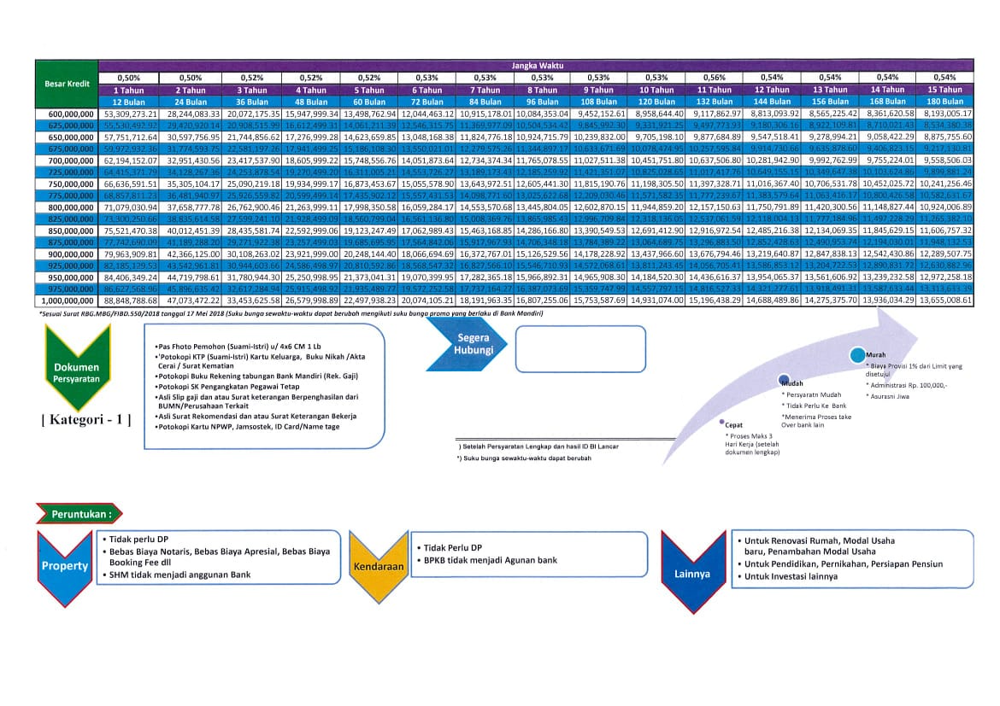 Besar Kredit
Jangka Waktu
0,50% 0,50% 0,52% 0,52% 0,52% 0,53% 0,53% 0,53% 0,53% 0,53% 0,56% 0,54% 0,54% 0,54% 0,54%
1 Tahun 2 Tahun 3 Tahun 4 Tahun 5 Tahun 6 Tahun 7 Tahun 8 Tahun 9 Tahun 10 Tahun 11 Tahun 12 Tahun 13 Tahun 14 Tahun 15 Tahun
12 Bulan 24 Bulan 36 Bulan 48 Bulan 60 Bulan 72 Bulan 84 Bulan 96 Bulan 108 Bulan 120 Bulan 132 Bulan 144 Bulan 156 Bulan 168 Bulan 180 Bulan
600,000,000 53,309,273.21 28,244,083.33 20,072,175.35 15,947,999.34 13,498,762.94 12,044,463.12 10,915,178.01 10,084,353.04 9,452,152.61 8,958,644.40 9,117,862.97 8,813,093.92 8,565,225.42 8,361,620.58 8,193,005.17
625,000,000 55,530,492.92 29,420,920.14 20,908,515.99 16,612,499.31 14,061,211.39 12,546,315.75 11,369,977.09 10,504,534.42 9,845,992.30 9,331,921.25 9,497,773.93 9,180,306.16 8,922,109.81 8,710,021.43 8,534,380.38
650,000,000 57,751,712.64 30,597,756.95 21,744,856.62 17,276,999.28 14,623,659.85 13,048,168.38 11,824,776.18 10,924,715.79 10,239,832.00 9,705,198.10 9,877,684.89 9,547,518.41 9,278,994.21 9,058,422.29 8,875,755.60
675,000,000 59,972,932.36 31,774,593.75 22,581,197.26 17,941,499.25 15,186,108.30 13,550,021.01 12,279,575.26 11,344,897.17 10,633,671.69 10,078,474.95 10,257,595.84 9,914,730.66 9,635,878.60 9,406,823.15 9,217,130.81
700,000,000 62,194,152.07 32,951,430.56 23,417,537.90 18,605,999.22 15,748,556.76 14,051,873.64 12,734,374.34 11,765,078.55 11,027,511.38 10,451,751.80 10,637,506.80 10,281,942.90 9,992,762.99 9,755,224.01 9,558,506.03
725,000,000 64,415,371.79 34,128,267.36 24,253,878.54 19,270,499.20 16,311,005.21 14,553,726.27 13,189,173.43 12,185,259.92 11,421,351.07 10,825,028.65 11,017,417.76 10,649,155.15 10,349,647.38 10,103,624.86 9,899,881.24
750,000,000 66,636,591.51 35,305,104.17 25,090,219.18 19,934,999.17 16,873,453.67 15,055,578.90 13,643,972.51 12,605,441.30 11,815,190.76 11,198,305.50 11,397,328.71 11,016,367.40 10,706,531.78 10,452,025.72 10,241,256.46
775,000,000 68,857,811.23 36,481,940.97 25,926,559.82 20,599,499.14 17,435,902.12 15,557,431.53 14,098,771.60 13,025,622.68 12,209,030.46 11,571,582.35 11,777,239.67 11,383,579.64 11,063,416.17 10,800,426.58 10,582,631.67
800,000,000 71,079,030.94 37,658,777.78 26,762,900.46 21,263,999.11 17,998,350.58 16,059,284.17 14,553,570.68 13,445,804.05 12,602,870.15 11,944,859.20 12,157,150.63 11,750,791.89 11,420,300.56 11,148,827.44 10,924,006.89
825,000,000 73,300,250.66 38,835,614.58 27,599,241.10 21,928,499.09 18,560,799.04 16,561,136.80 15,008,369.76 13,865,985.43 12,996,709.84 12,318,136.05 12,537,061.59 12,118,004.13 11,777,184.96 11,497,228.29 11,265,382.10
850,000,000 75,521,470.38 40,012,451.39 28,435,581.74 22,592,999.06 19,123,247.49 17,062,989.43 15,463,168.85 14,286,166.80 13,390,549.53 12,691,412.90 12,916,972.54 12,485,216.38 12,134,069.35 11,845,629.15 11,606,757.32
875,000,000 77,742,690.09 41,189,288.20 29,271,922.38 23,257,499.03 19,685,695.95 17,564,842.06 15,917,967.93 14,706,348.18 13,784,389.22 13,064,689.75 13,296,883.50 12,852,428.63 12,490,953.74 12,194,030.01 11,948,132.53
900,000,000 79,963,909.81 42,366,125.00 30,108,263.02 23,921,999.00 20,248,144.40 18,066,694.69 16,372,767.01 15,126,529.56 14,178,228.92 13,437,966.60 13,676,794.46 13,219,640.87 12,847,838.13 12,542,430.86 12,289,507.75
925,000,000 82,185,129.53 43,542,961.81 30,944,603.66 24,586,498.97 20,810,592.86 18,568,547.32 16,827,566.10 15,546,710.93 14,572,068.61 13,811,243.45 14,056,705.41 13,586,853.12 13,204,722.53 12,890,831.72 12,630,882.96
950,000,000 84,406,349.24 44,719,798.61 31,780,944.30 25,250,998.95 21,373,041.31 19,070,399.95 17,282,365.18 15,966,892.31 14,965,908.30 14,184,520.30 14,436,616.37 13,954,065.37 13,561,606.92 13,239,232.58 12,972,258.18
975,000,000 86,627,568.96 45,896,635.42 32,617,284.94 25,915,498.92 21,935,489.77 19,572,252.58 17,737,164.27 16,387,073.69 15,359,747.99 14,557,797.15 14,816,527.33 14,321,277.61 13,918,491.31 13,587,633.44 13,313,633.39
1,000,000,000 88,848,788.68 47,073,472.22 33,453,625.58 26,579,998.89 22,497,938.23 20,074,105.21 18,191,963.35 16,807,255.06 15,753,587.69 14,931,074.00 15,196,438.29 14,688,489.86 14,275,375.70 13,936,034.29 13,655,008.61
*Sesuai Surat RBG.MBG/FIBD.550/2018 tanggal 17 Mei 2018 (Suku bunga sewaktu-waktu dapat berubah mengikuti suku bunga promo yang berlaku di Bank Mandiri)
Dokumen
Persyaratan
[ Kategori - 1 ]
•Pas Fhoto Pemohon (Suami-Istri) u/ 4x6 CM 1 Lb
•'Potokopi KTP (Suami-Istri) Kartu Keluarga, Buku Nikah /Akta
Cerai / Surat Kematian
•Potokopi Buku Rekening tabungan Bank Mandiri (Rek. Gaji)
•Potokopi SK Pengangkatan Pegawai Tetap
•Asli Slip gaji dan atau Surat keterangan Berpenghasilan dari
BUMN/Perusahaan Terkait
•Asli Surat Rekomendasi dan atau Surat Keterangan Bekerja
•Potokopi Kartu NPWP, Jamsostek, ID Card/Name tage
Segera
Hubungi
) Setelah Persyaratan Lengkap dan hasil ID BI Lancar
*) Suku bunga sewaktu-waktu dapat berubah
Cepat
* Proses Maks 3
Hari Kerja (setelah
dokumen lengkap)
Mudah
* Persyaratn Mudah
* Tidak Perlu Ke Bank
*Menerima Proses take
Over bank lain
Murah
* Biaya Provisi 1% dari Limit yang
disetujui
* Administrasi Rp. 100,000,-
* Asurasni Jiwa
Peruntukan :
Property
• Tidak perlu DP
• Bebas Biaya Notaris, Bebas Biaya Apresial, Bebas Biaya
Booking Fee dll
• SHM tidak menjadi anggunan Bank
Kendaraan
• Tidak Perlu DP
• BPKB tidak menjadi Agunan bank
Lainnya
• Untuk Renovasi Rumah, Modal Usaha
baru, Penambahan Modal Usaha
• Untuk Pendidikan, Pernikahan, Persiapan Pensiun
• Untuk Investasi lainnya